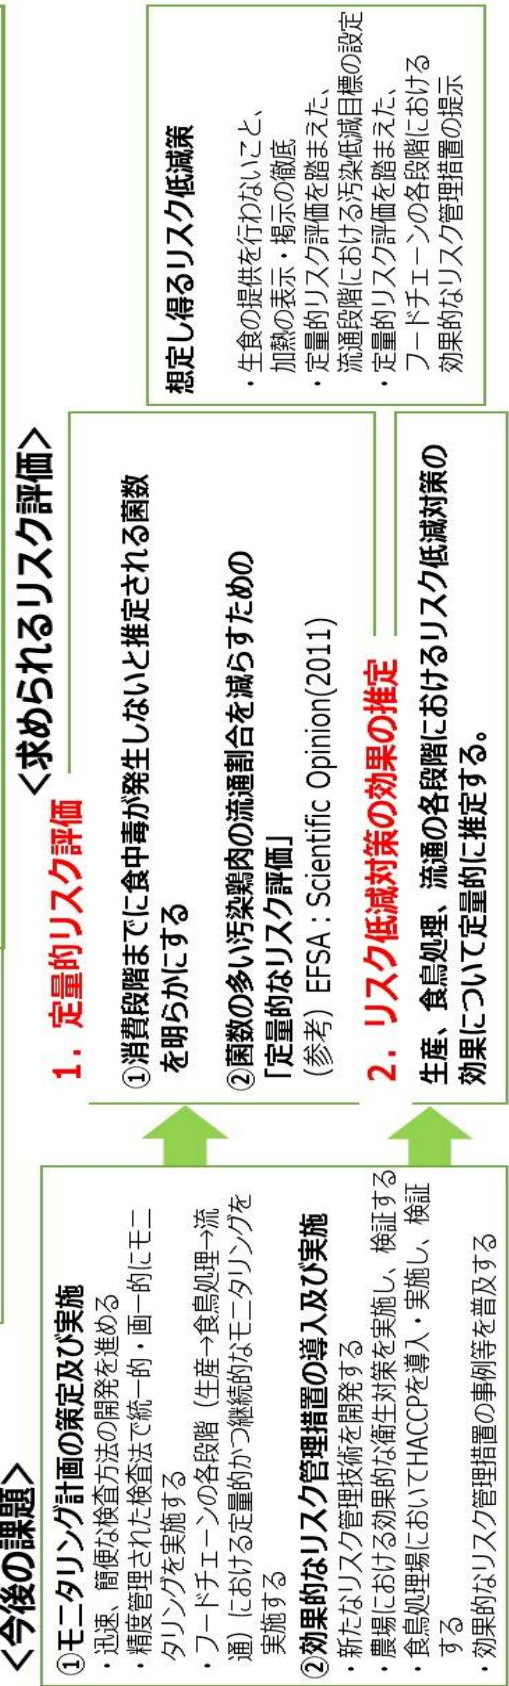 <今後の課題>
①モニタリング計画の策定及び実施
・迅速、簡便な検査方法の開発を進める
・精度管理された検査法で統一的・画一的にモニ
タリングを実施する
・フードチェーンの各段階（生産→食鳥処理→流
通）における定量的かつ継続的なモニタリングを
実施する
②効果的なリスク管理措置の導入及び実施
・新たなリスク管理技術を開発する
・農場における効果的な衛生対策を実施し、検証する
・食鳥処理場においてHACCPを導入・実施し、検証
する
・効果的なリスク管理措置の事例等を普及する
<求められるリスク評価>
1．定量的リスク評価
①消費段階までに食中毒が発生しないと推定される菌数
を明らかにする
②菌数の多い汚染鶏肉の流通割合を減らすための
「定量的なリスク評価」
(参考）EFSA：Scientific Opinion(2011)
2．リスク低減対策の効果の推定
生産、食鳥処理、流通の各段階におけるリスク低減対策の
効果について定量的に推定する。
想定し得るリスク低減策
・生食の提供を行わないこと、
加熱の表示・掲示の徹底
・定量的リスク評価を踏まえた、
流通段階における汚染低減目標の設定
・定量的リスク評価を踏まえた、
フードチェーンの各段階における
効果的なリスク管理措置の提示